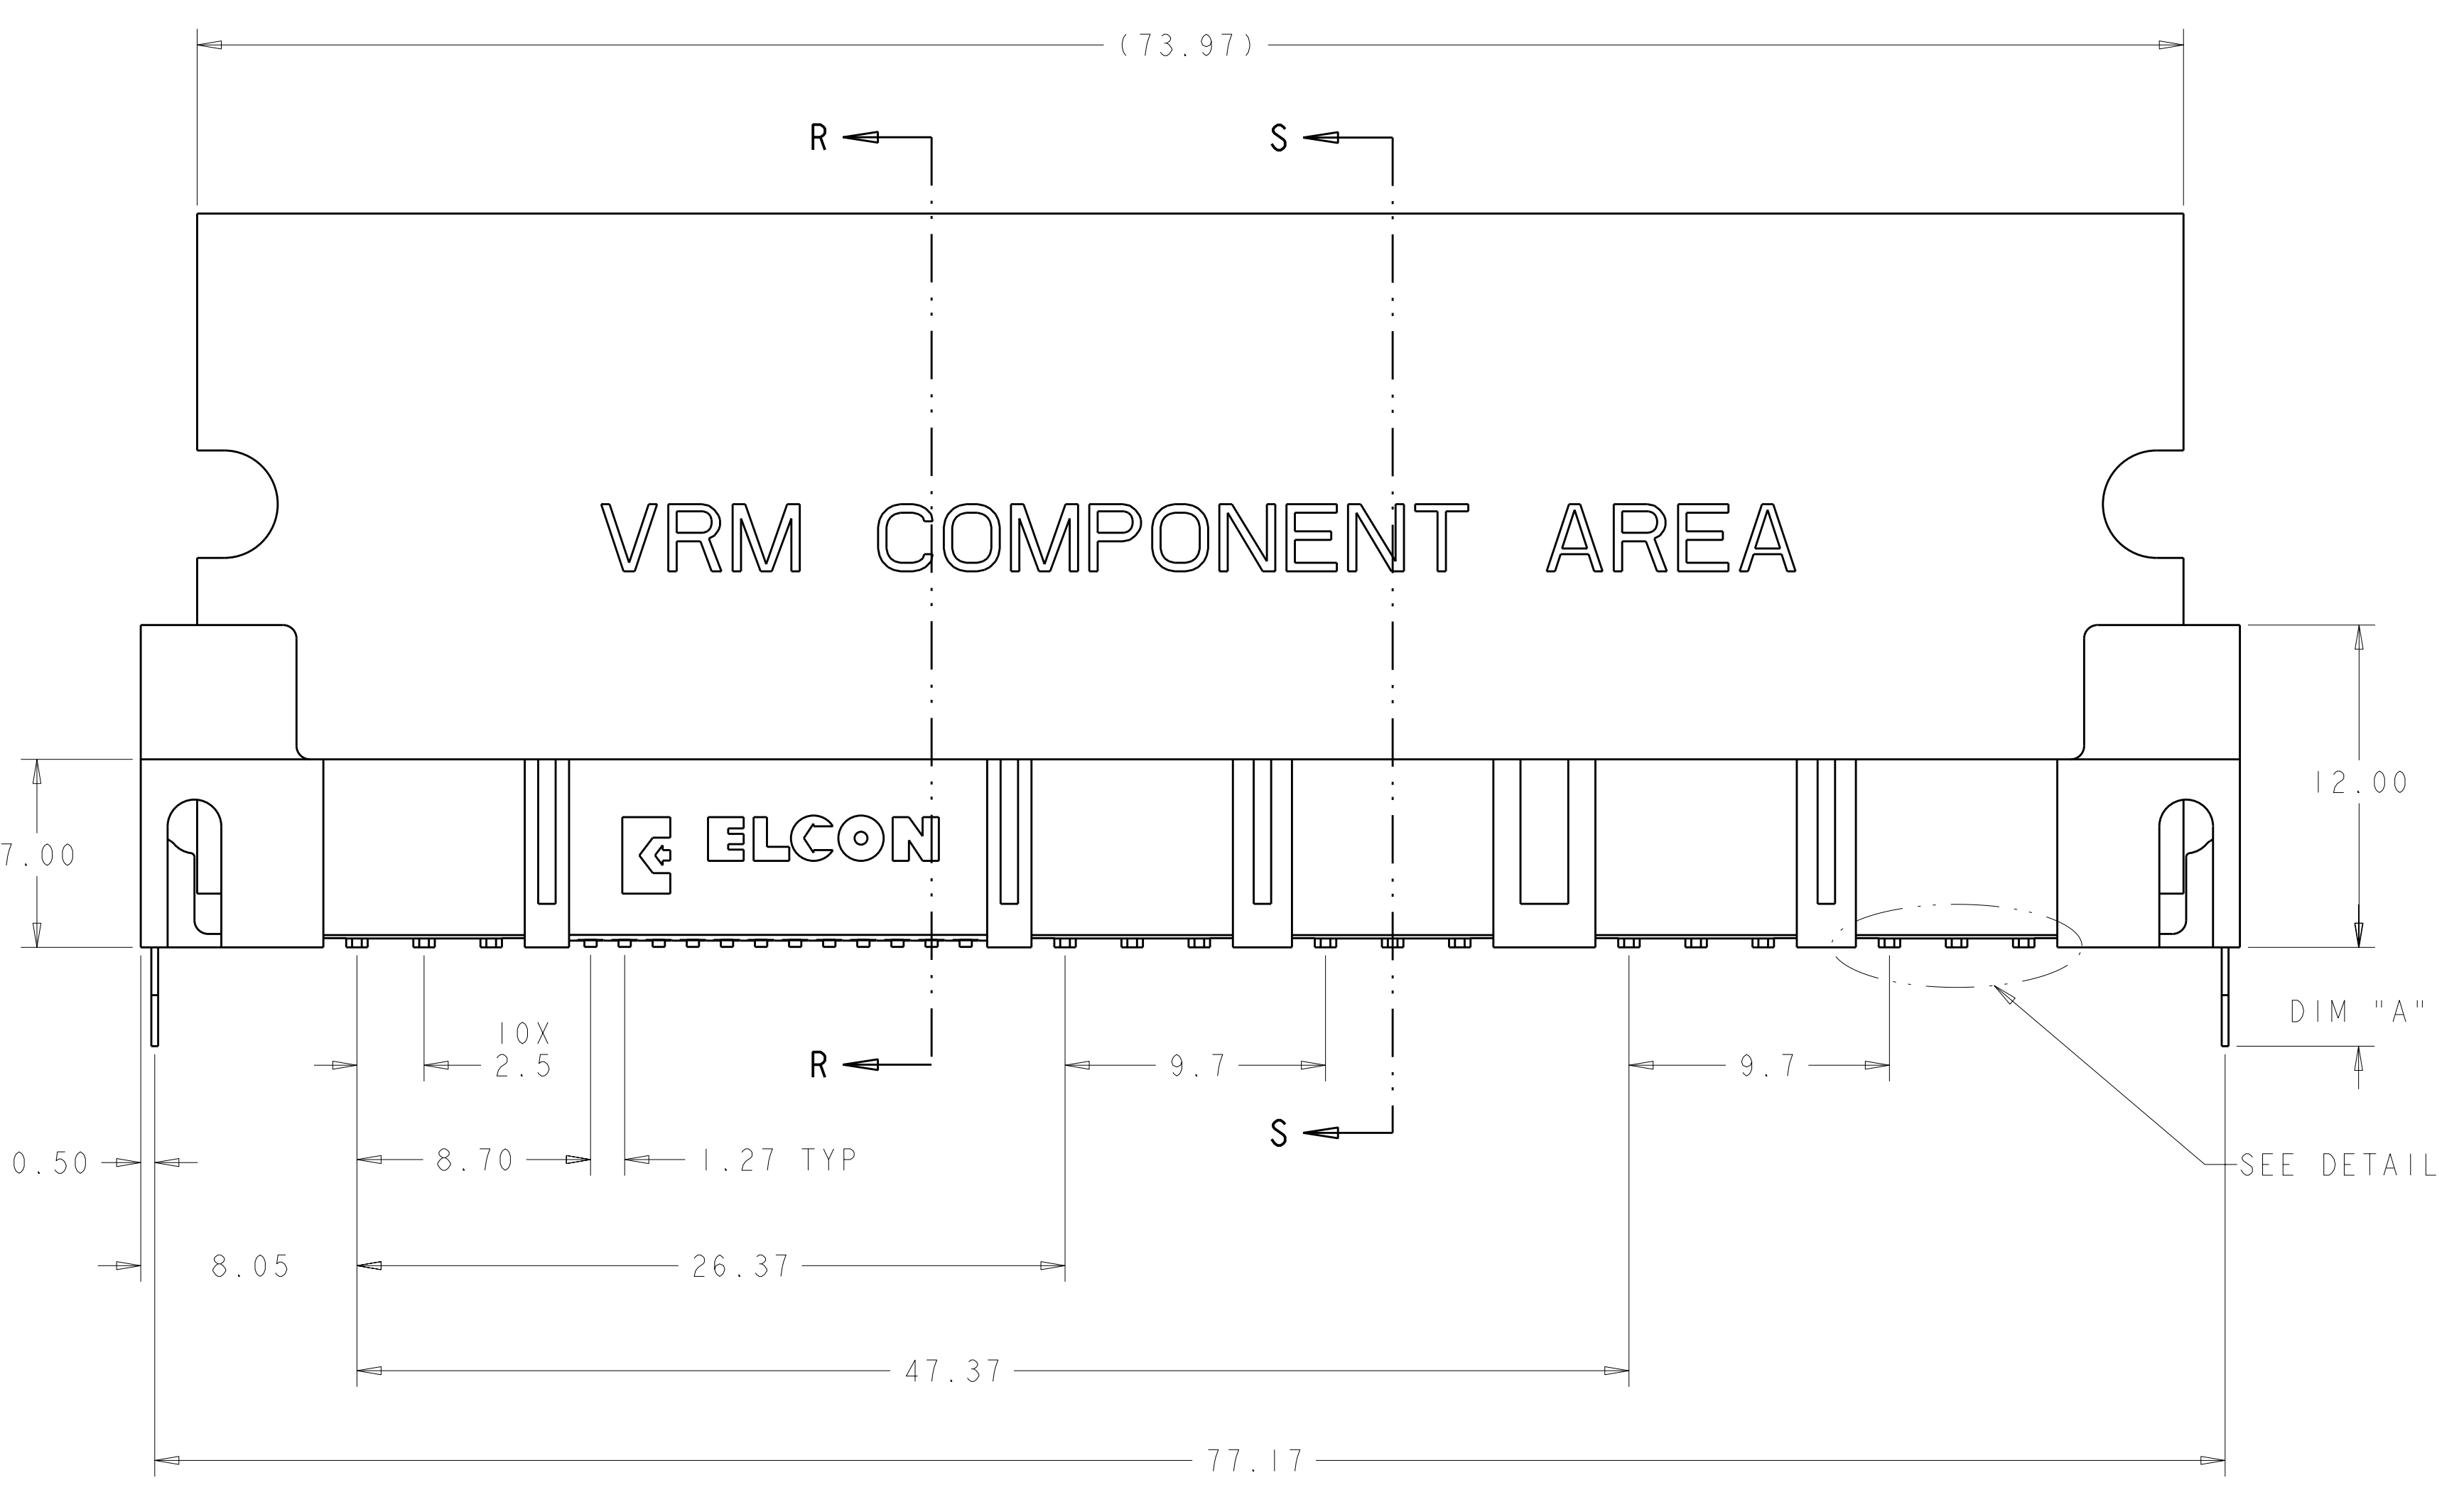 (73.97)
R
S
VRM COMPONENT AREA
12.00
ELCON
7.00
DIM "A"
10X
2.5
R
9.7
9.7
S
0.50
8.70
1.27 TYP
SEE DETAIL
8.05
26.37
47.37
77.17